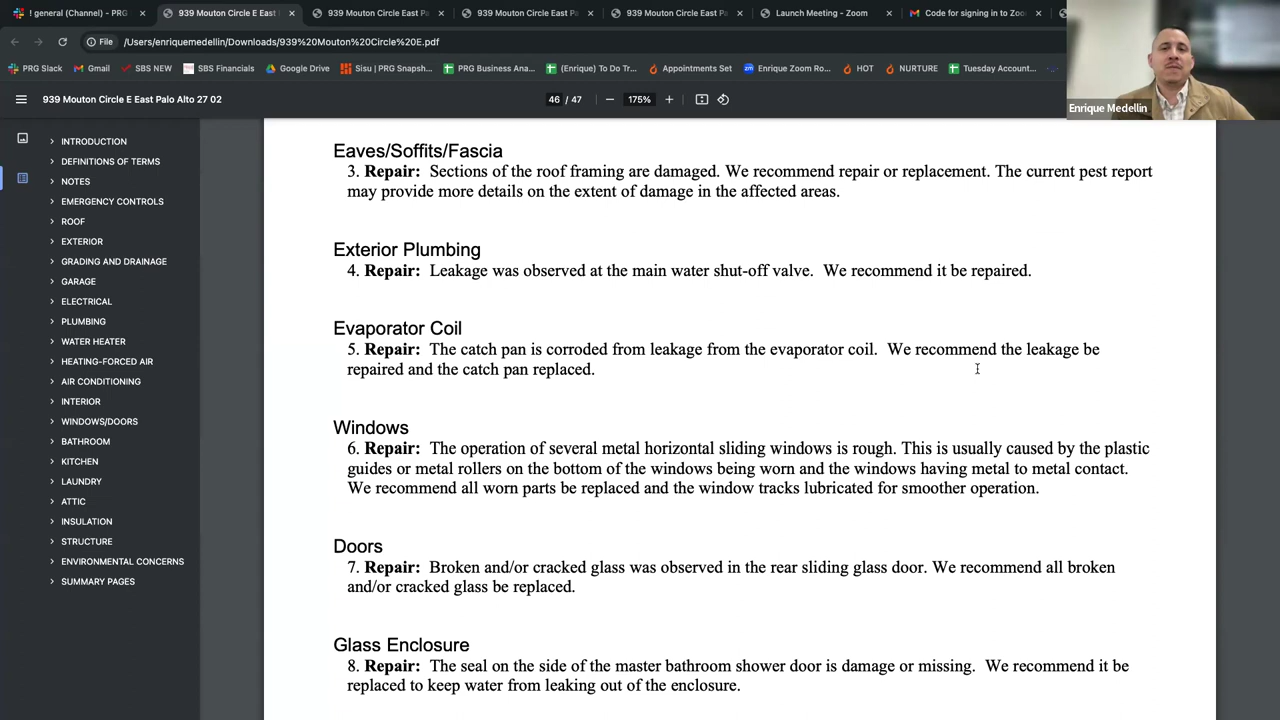 ! general (Channel) - PRG
939 Mouton Circle E East
939 Mouton Circle East Pa
939 Mouton Circle East Pa
939 Mouton Circle East Pa
Launch Meeting - Zoom
Code for signing in to Zoo
File /Users/enriquemedellin/Downloads/939%20Mouton%20Circle%20E.pdf
PRG Slack
Gmail
SBS NEW
SBS Financials
Google Drive
Sisu | PRG Snapsh...
PRG Business Ana...
(Enrique) To Do Tr...
Appointments Set
Enrique Zoom Ro...
HOT
NURTURE
Tuesday Account...
939 Mouton Circle E East Palo Alto 27 02
46 / 47
175%
Enrique Medellin
INTRODUCTION
DEFINITIONS OF TERMS
NOTES
EMERGENCY CONTROLS
ROOF
EXTERIOR
GRADING AND DRAINAGE
GARAGE
ELECTRICAL
PLUMBING
WATER HEATER
HEATING-FORCED AIR
AIR CONDITIONING
INTERIOR
WINDOWS/DOORS
BATHROOM
KITCHEN
LAUNDRY
ATTIC
INSULATION
STRUCTURE
ENVIRONMENTAL CONCERNS
SUMMARY PAGES
Eaves/Soffits/Fascia
3. Repair: Sections of the roof framing are damaged. We recommend repair or replacement. The current pest report
may provide more details on the extent of damage in the affected areas.
Exterior Plumbing
4. Repair: Leakage was observed at the main water shut-off valve. We recommend it be repaired.
Evaporator Coil
5. Repair: The catch pan is corroded from leakage from the evaporator coil. We recommend the leakage be
repaired and the catch pan replaced.
Windows
6. Repair: The operation of several metal horizontal sliding windows is rough. This is usually caused by the plastic
guides or metal rollers on the bottom of the windows being worn and the windows having metal to metal contact.
We recommend all worn parts be replaced and the window tracks lubricated for smoother operation.
Doors
7. Repair: Broken and/or cracked glass was observed in the rear sliding glass door. We recommend all broken
and/or cracked glass be replaced.
Glass Enclosure
8. Repair: The seal on the side of the master bathroom shower door is damage or missing. We recommend it be
replaced to keep water from leaking out of the enclosure.